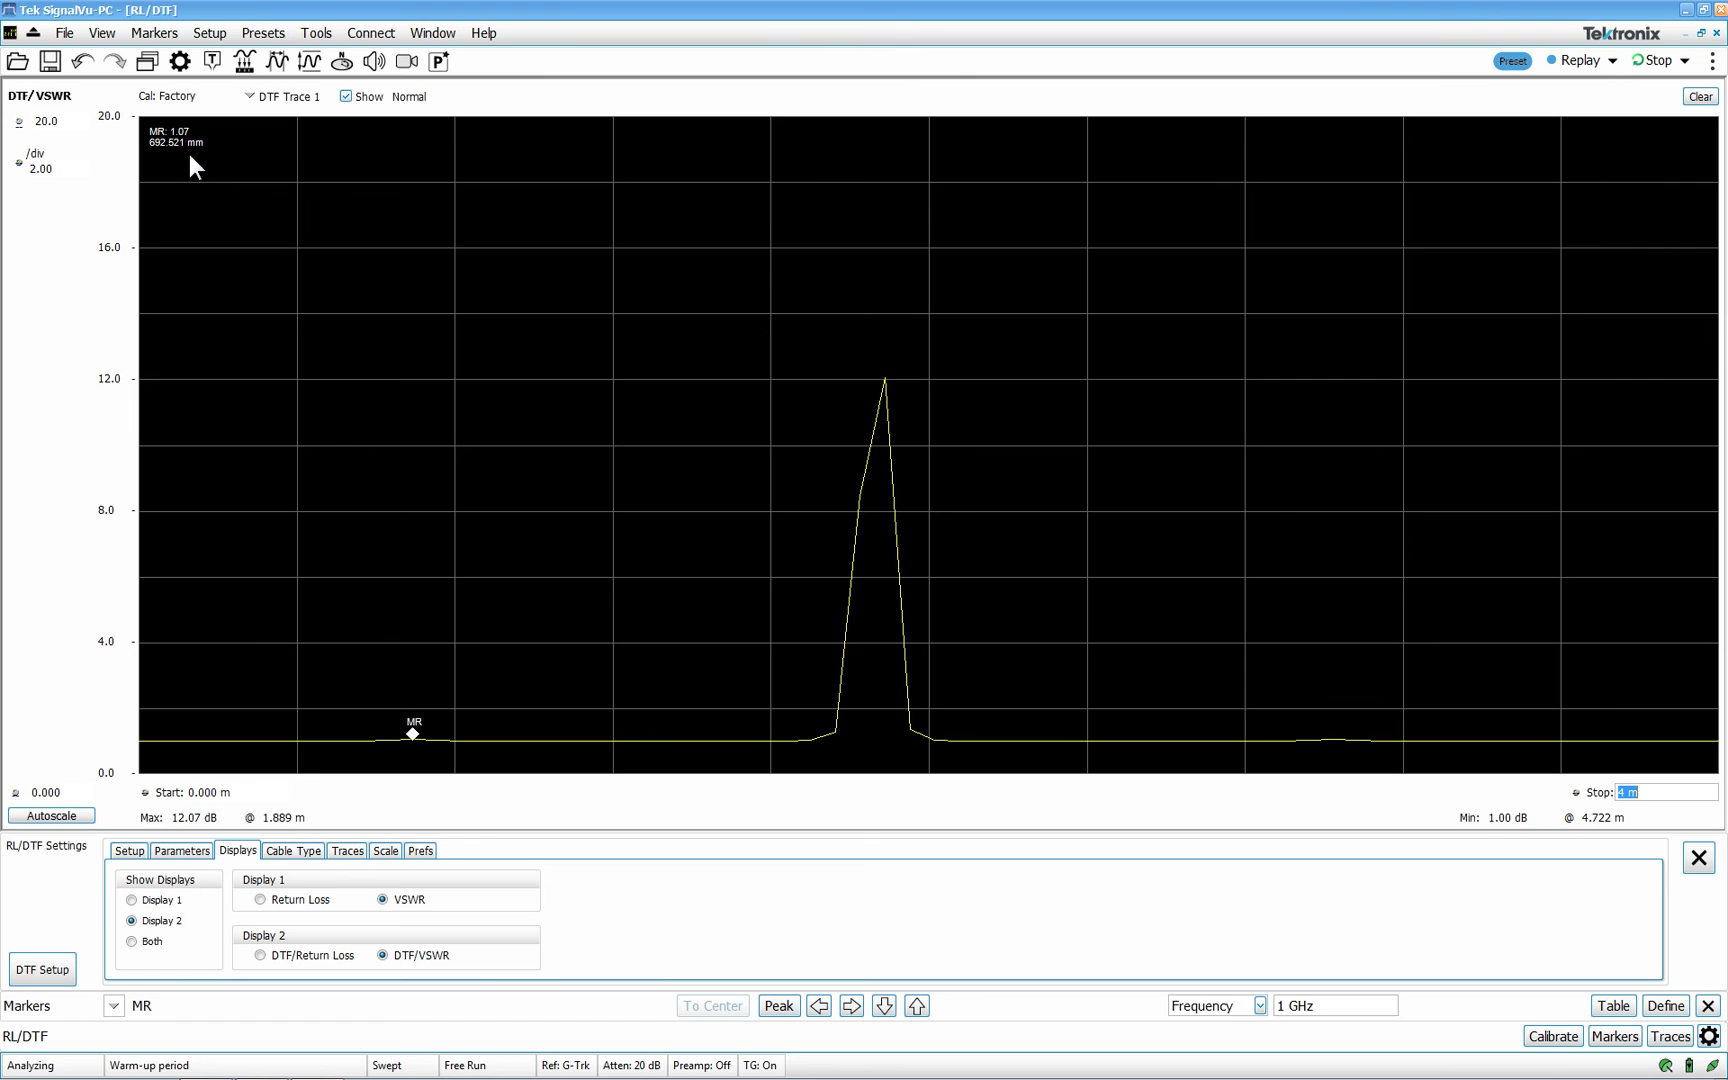 Tek SignalVu-PC - [RL/DTF]
File View Markers Setup Presets Tools Connect Window Help
Tektronix
Preset Replay Stop
DTF/VSWR Cal: Factory DTF Trace 1 Show Normal Clear
20.0
/div
2.00
20.0
16.0
12.0
8.0
4.0
0.0
MR: 1.07
692.521 mm
MR
0.000 Start: 0.000 m Stop: 4 m
Autoscale Max: 12.07 dB @ 1.889 m Min: 1.00 dB @ 4.722 m
RL/DTF Settings Setup Parameters Displays Cable Type Traces Scale Prefs
Show Displays Display 1
Display 1 Return Loss VSWR
Display 2
Display 2
Both
DTF/Return Loss DTF/VSWR
DTF Setup
Markers MR To Center Peak Frequency 1 GHz Table Define
RL/DTF Calibrate Markers Traces
Analyzing Warm-up period Swept Free Run Ref: G-Trk Atten: 20 dB Preamp: Off TG: On